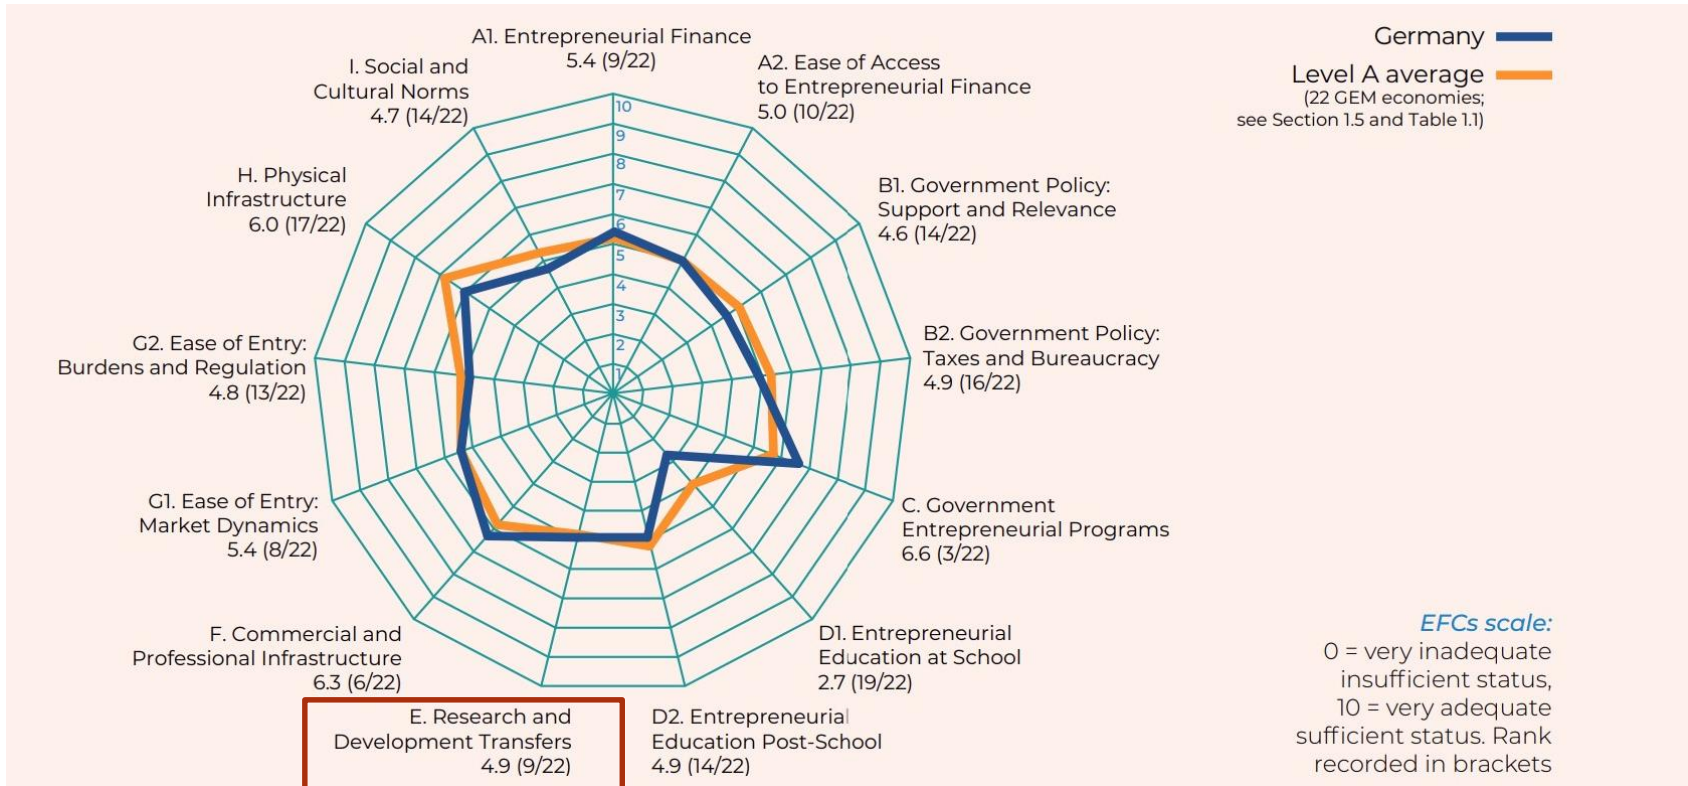 A1. Entrepreneurial Finance
5.4 (9/22)
A2. Ease of Access
to Entrepreneurial Finance
5.0 (10/22)
B1. Government Policy:
Support and Relevance
4.6 (14/22)
B2. Government Policy:
Taxes and Bureaucracy
4.9 (16/22)
C. Government
Entrepreneurial Programs
6.6 (3/22)
D1. Entrepreneurial
Education at School
2.7 (19/22)
D2. Entrepreneurial
Education Post-School
4.9 (14/22)
E. Research and
Development Transfers
4.9 (9/22)
F. Commercial and
Professional Infrastructure
6.3 (6/22)
G1. Ease of Entry:
Market Dynamics
5.4 (8/22)
G2. Ease of Entry:
Burdens and Regulation
4.8 (13/22)
H. Physical
Infrastructure
6.0 (17/22)
I. Social and
Cultural Norms
4.7 (14/22)
10
9
8
7
6
5
4
3
2
1
Germany
Level A average
(22 GEM economies;
see Section 1.5 and Table 1.1)
EFCs scale:
0 = very inadequate
insufficient status,
10 = very adequate
sufficient status. Rank
recorded in brackets